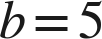 b = 5